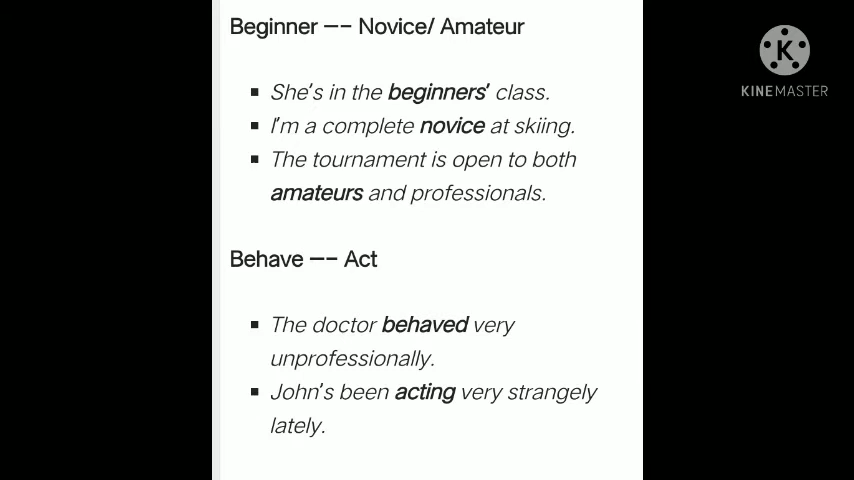 Beginner –– Novice/ Amateur
▪ She's in the beginners' class.
▪ I'm a complete novice at skiing.
▪ The tournament is open to both
amateurs and professionals.
Behave –– Act
▪ The doctor behaved very
unprofessionally.
▪ John's been acting very strangely
lately.
K
KINEMASTER